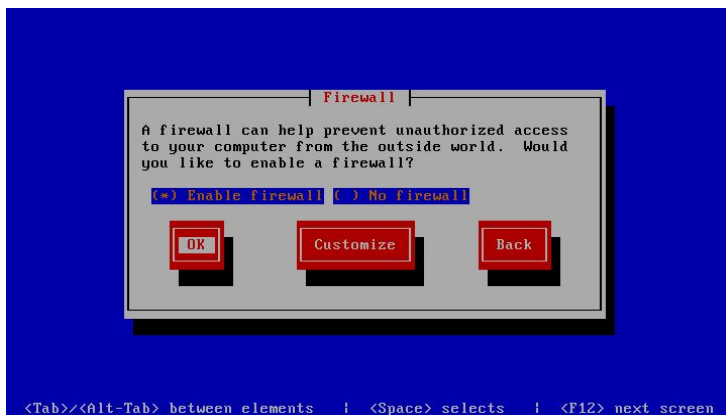 Firewall
A firewall can help prevent unauthorized access
to your computer from the outside world.  Would
you like to enable a firewall?
(*) Enable firewall ( ) No firewall
OK Customize Back
<Tab>/<Alt-Tab> between elements | <Space> selects | <F12> next screen